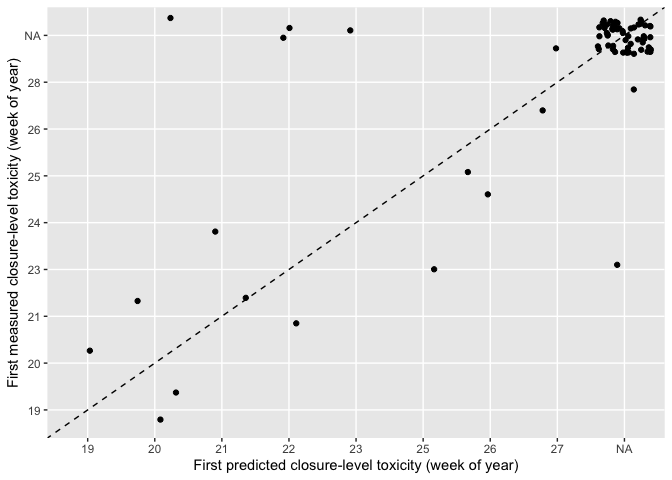 First measured closure-level toxicity (week of year)
NA
28
26
25
24
23
21
20
19
19 20 21 22 23 25 26 27 NA
First predicted closure-level toxicity (week of year)